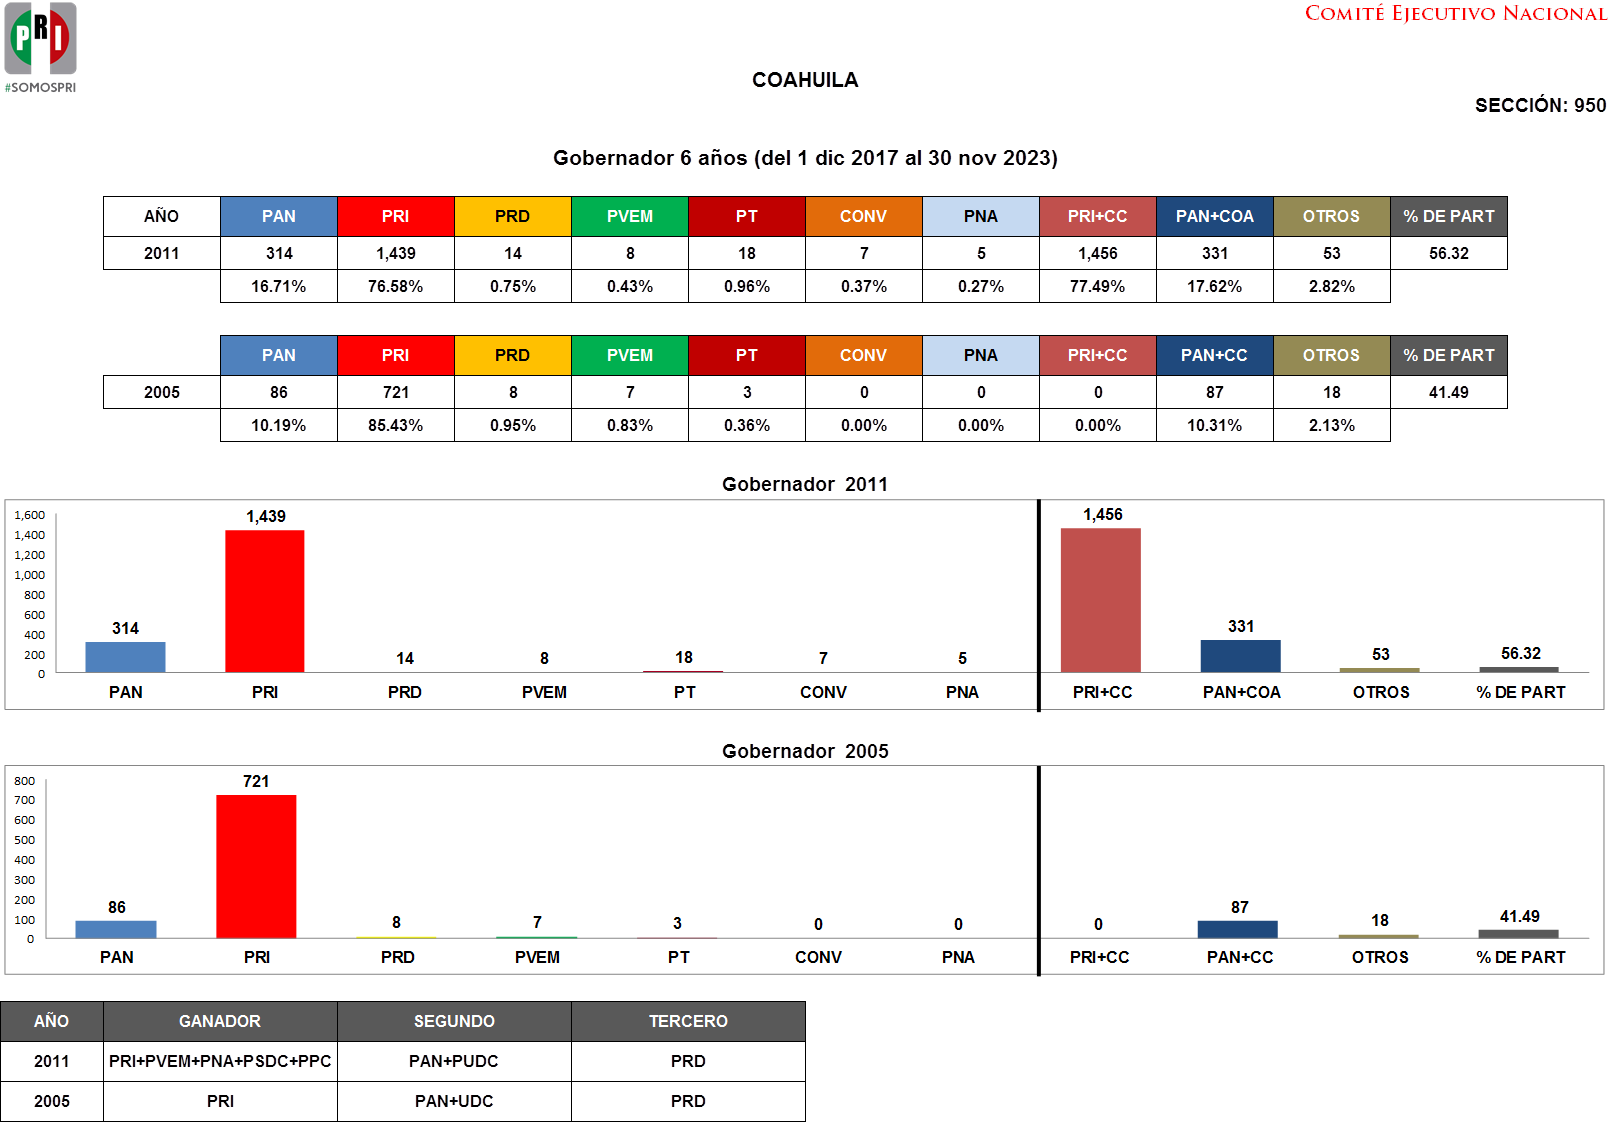 PRI
#SOMOSPRI
COMITÉ EJECUTIVO NACIONAL
COAHUILA
SECCIÓN: 950
Gobernador 6 años (del 1 dic 2017 al 30 nov 2023)
AÑO PAN PRI PRD PVEM PT CONV PNA PRI+CC PAN+COA OTROS % DE PART
2011 314 1,439 14 8 18 7 5 1,456 331 53 56.32
16.71% 76.58% 0.75% 0.43% 0.96% 0.37% 0.27% 77.49% 17.62% 2.82%
PAN PRI PRD PVEM PT CONV PNA PRI+CC PAN+CC OTROS % DE PART
2005 86 721 8 7 3 0 0 0 87 18 41.49
10.19% 85.43% 0.95% 0.83% 0.36% 0.00% 0.00% 0.00% 10.31% 2.13%
Gobernador 2011
1,600
1,400
1,200
1,000
800
600
400
200
0
314 1,439 14 8 18 7 5 1,456 331 53 56.32
PAN PRI PRD PVEM PT CONV PNA PRI+CC PAN+COA OTROS % DE PART
Gobernador 2005
800
700
600
500
400
300
200
100
0
86 721 8 7 3 0 0 0 87 18 41.49
PAN PRI PRD PVEM PT CONV PNA PRI+CC PAN+CC OTROS % DE PART
AÑO GANADOR SEGUNDO TERCERO
2011 PRI+PVEM+PNA+PSDC+PPC PAN+PUDC PRD
2005 PRI PAN+UDC PRD